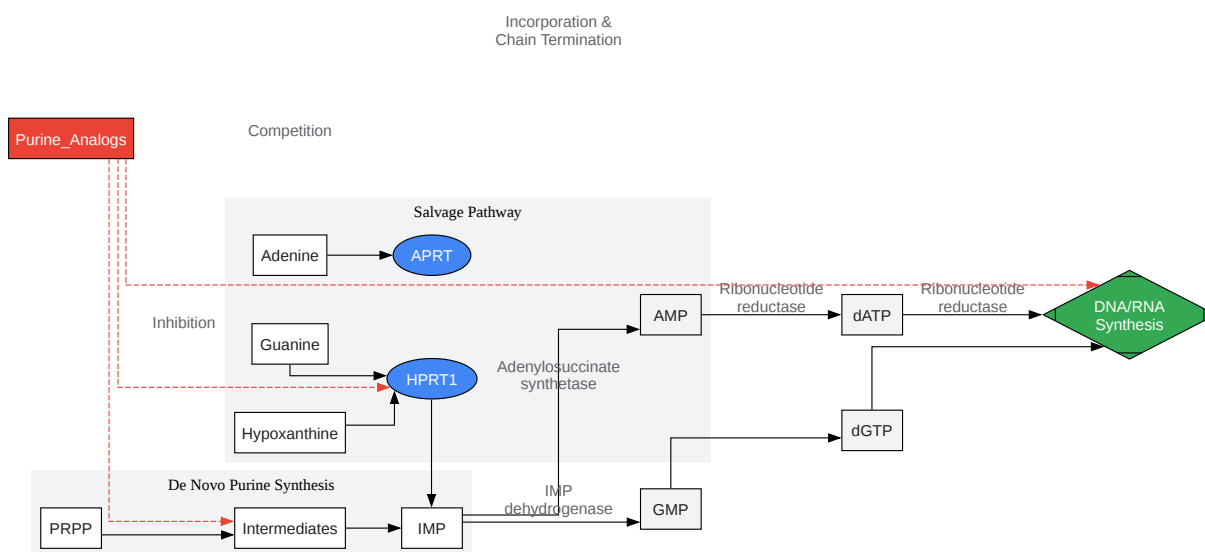 Incorporation &
Chain Termination
Purine_Analogs
Competition
Salvage Pathway
Adenine
APRT
Ribonucleotide
reductase
Ribonucleotide
reductase
DNA/RNA
Synthesis
Inhibition
AMP
dATP
Guanine
Adenylosuccinate
synthetase
HPRT1
Hypoxanthine
dGTP
De Novo Purine Synthesis
IMP
dehydrogenase
PRPP
Intermediates
IMP
GMP